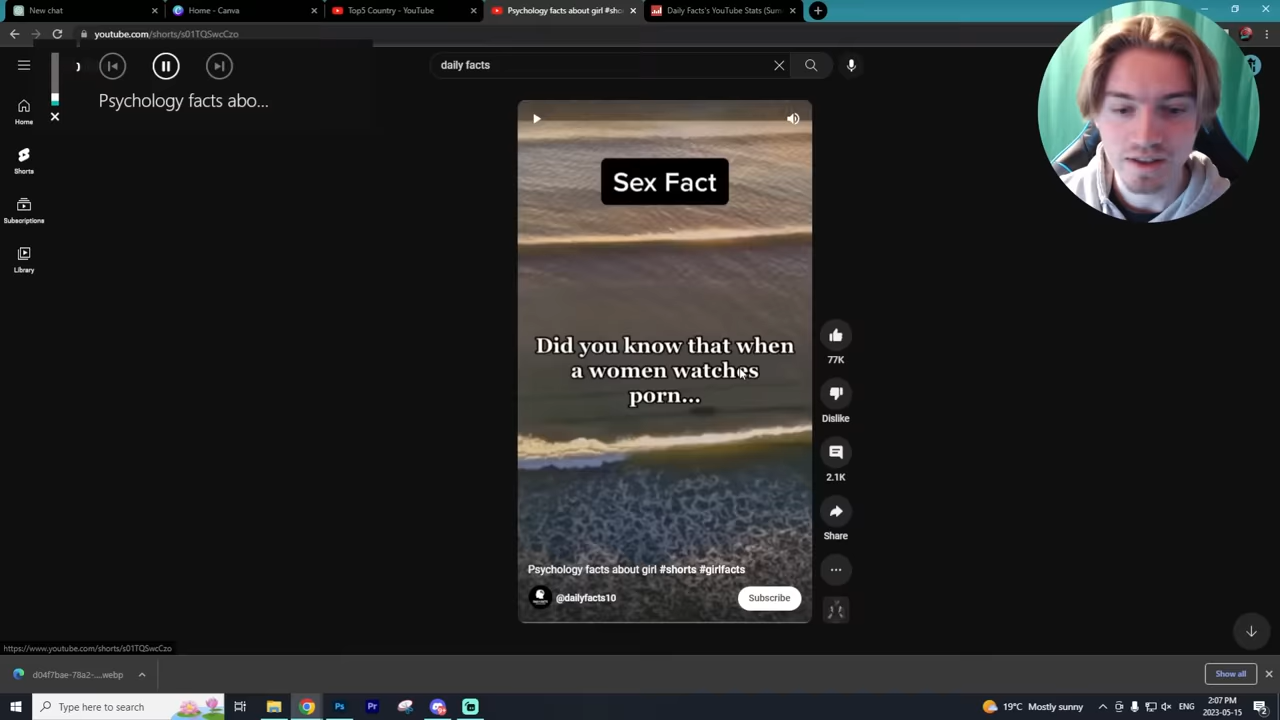 New chat
Home - Canva
Top5 Country - YouTube
Psychology facts about girl #sho
Daily Facts's YouTube Stats (Sum
youtube.com/shorts/s01TQSwcCzo
daily facts
Psychology facts abo...
Home
Shorts
Subscriptions
Library
Sex Fact
Did you know that when
a women watches
porn...
77K
Dislike
2.1K
Share
Psychology facts about girl #shorts #girlfacts
@dailyfacts10
Subscribe
https://www.youtube.com/shorts/s01TQSwcCzo
d04f7bae-78a2-....webp
Show all
Type here to search
Ps
Pr
19°C Mostly sunny
ENG
2:07 PM
2023-05-15
2